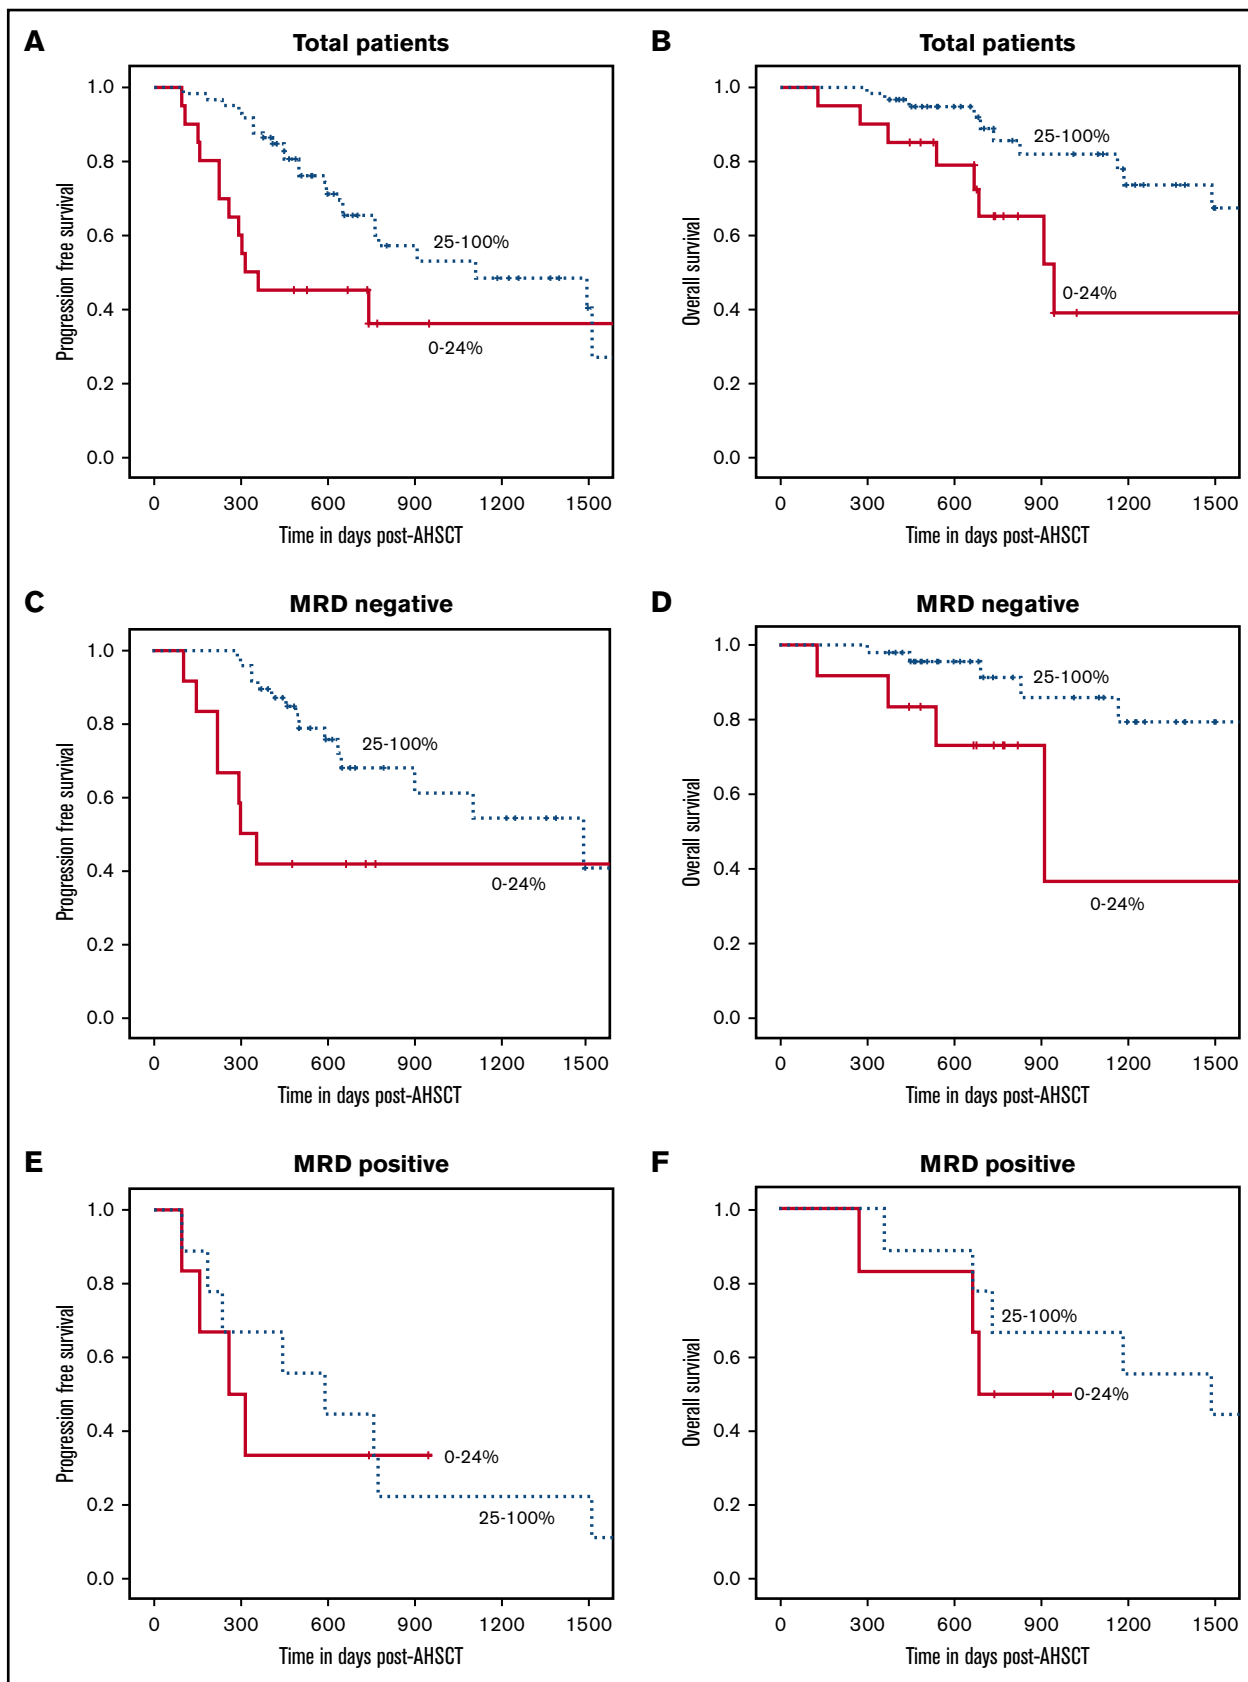 A
Total patients
Progression free survival
1.0
0.8
0.6
0.4
0.2
0.0
25-100%
0-24%
0 300 600 900 1200 1500
Time in days post-AHSCT
B
Total patients
Overall survival
1.0
0.8
0.6
0.4
0.2
0.0
25-100%
0-24%
0 300 600 900 1200 1500
Time in days post-AHSCT
C
MRD negative
Progression free survival
1.0
0.8
0.6
0.4
0.2
0.0
25-100%
0-24%
0 300 600 900 1200 1500
Time in days post-AHSCT
D
MRD negative
Overall survival
1.0
0.8
0.6
0.4
0.2
0.0
25-100%
0-24%
0 300 600 900 1200 1500
Time in days post-AHSCT
E
MRD positive
Progression free survival
1.0
0.8
0.6
0.4
0.2
0.0
0-24%
25-100%
0 300 600 900 1200 1500
Time in days post-AHSCT
F
MRD positive
Overall survival
1.0
0.8
0.6
0.4
0.2
0.0
25-100%
0-24%
0 300 600 900 1200 1500
Time in days post-AHSCT